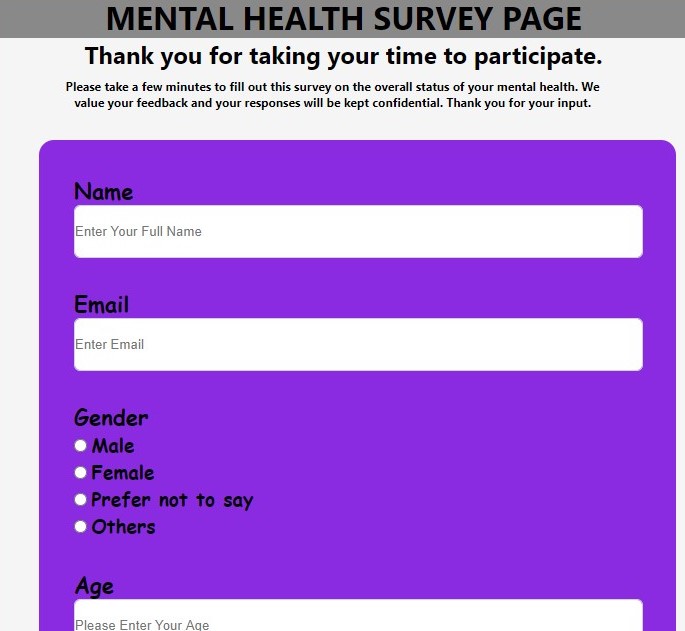 MENTAL HEALTH SURVEY PAGE
Thank you for taking your time to participate.
Please take a few minutes to fill out this survey on the overall status of your mental health. We
value your feedback and your responses will be kept confidential. Thank you for your input.
Name
Enter Your Full Name
Email
Enter Email
Gender
Male
Female
Prefer not to say
Others
Age
Please Enter Your Age